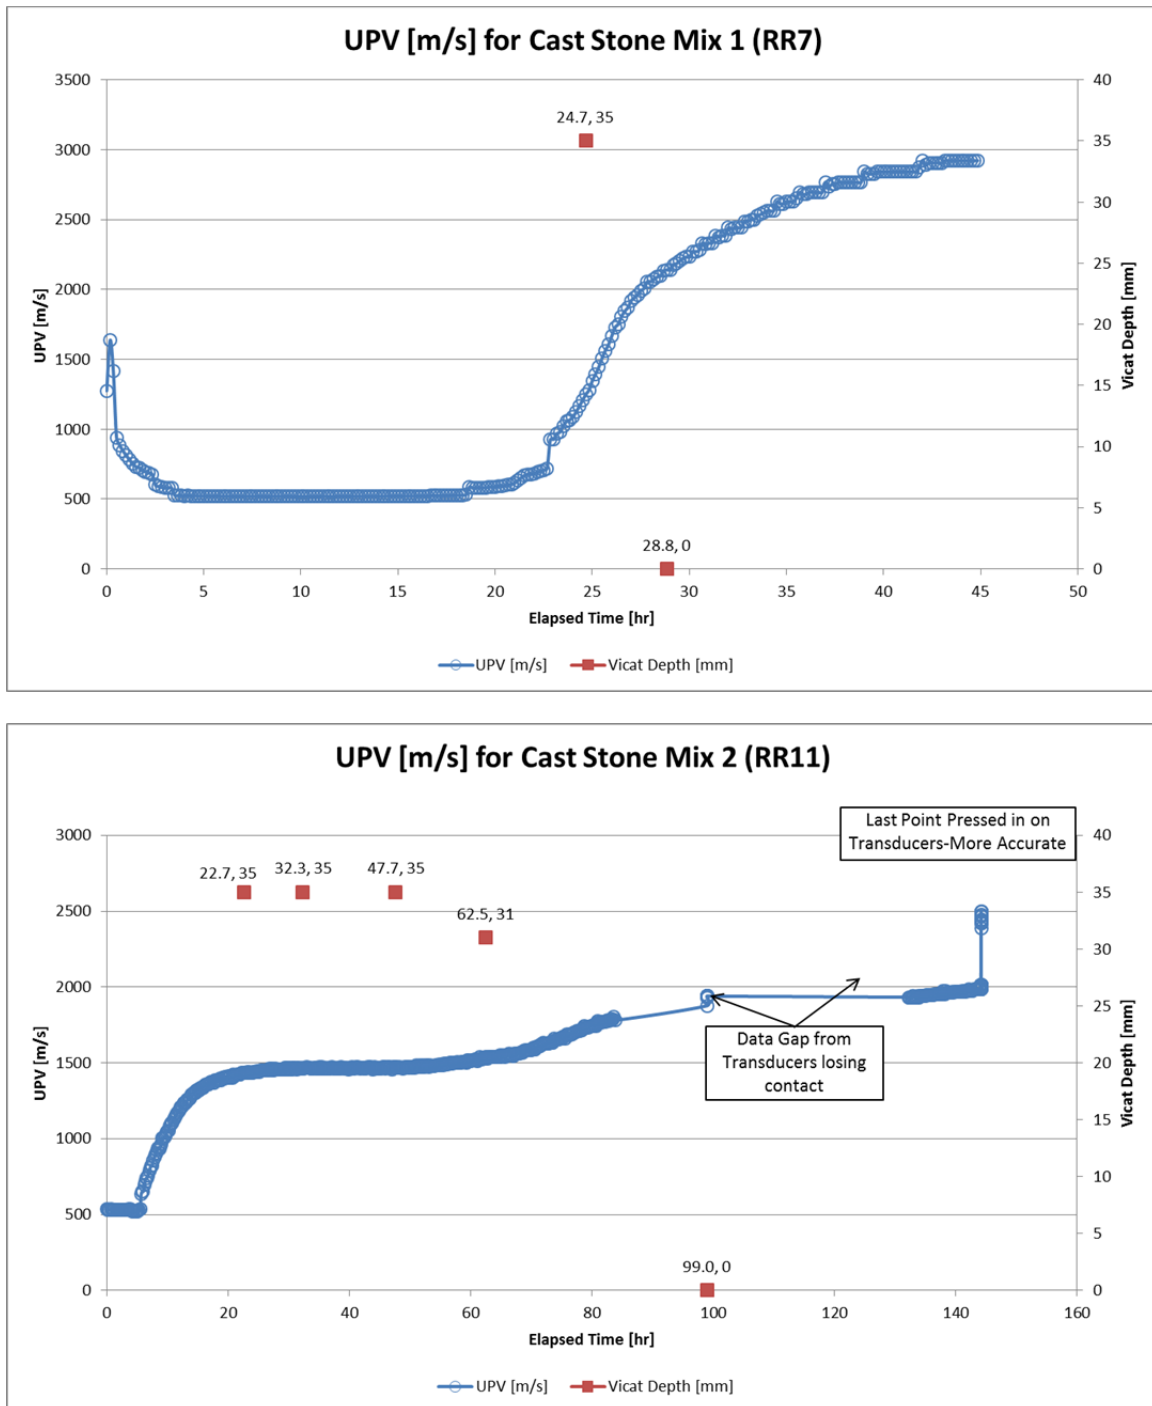 UPV [m/s] for Cast Stone Mix 1 (RR7)
3500
3000
2500
2000
1500
1000
500
0
UPV [m/s]
40
35
30
25
20
15
10
5
0
Vicat Depth [mm]
24.7, 35
28.8, 0
0 5 10 15 20 25 30 35 40 45 50
Elapsed Time [hr]
UPV [m/s] Vicat Depth [mm]
UPV [m/s] for Cast Stone Mix 2 (RR11)
3000
2500
2000
1500
1000
500
0
UPV [m/s]
40
35
30
25
20
15
10
5
0
Vicat Depth [mm]
Last Point Pressed in on
Transducers-More Accurate
22.7, 35 32.3, 35 47.7, 35
62.5, 31
Data Gap from
Transducers losing
contact
99.0, 0
0 20 40 60 80 100 120 140 160
Elapsed Time [hr]
UPV [m/s] Vicat Depth [mm]